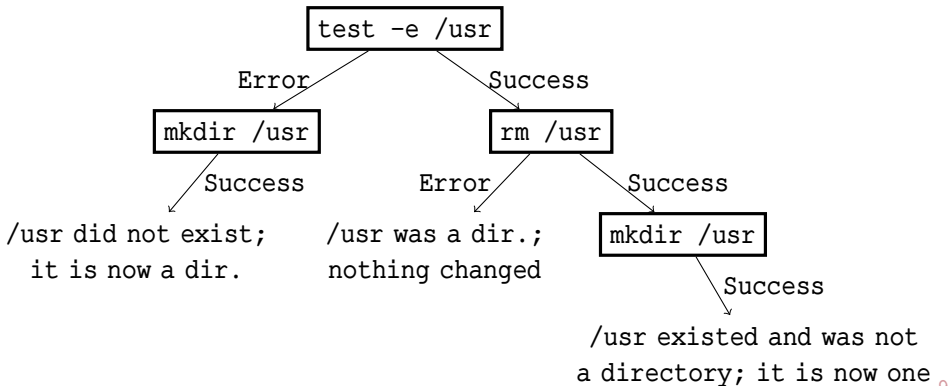 test -e /usr
Error
Success
mkdir /usr
rm /usr
Success
Error
Success
/usr did not exist;
it is now a dir.
/usr was a dir.;
nothing changed
mkdir /usr
Success
/usr existed and was not
a directory; it is now one